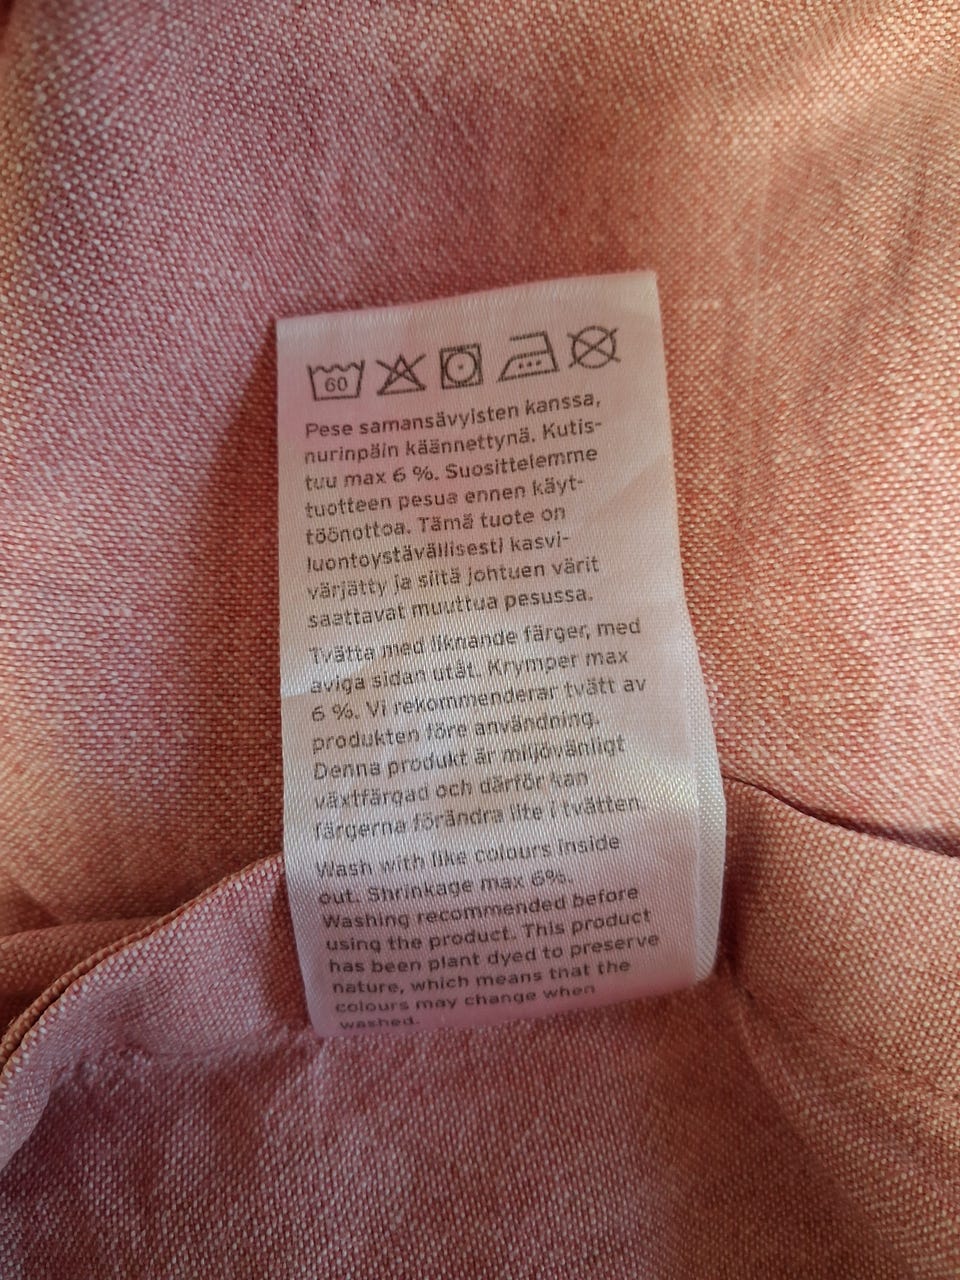 60
Pese samansävyisten kanssa,
nurinpäin käännettynä. Kutis-
tuu max 6 %. Suosittelemme
tuotteen pesua ennen käyt-
töönottoa. Tämä tuote on
luontoystävällisesti kasvi-
värjätty ja siitä johtuen värit
saattavat muuttua pesussa.
Tvätta med liknande färger, med
aviga sidan utåt. Krymper max
6 %. Vi rekommenderar tvätt av
produkten före användning.
Denna produkt är miljövänligt
växtfärgad och därför kan
färgerna förändra lite i tvätten.
Wash with like colours inside
out. Shrinkage max 6%.
Washing recommended before
using the product. This product
has been plant dyed to preserve
nature, which means that the
colours may change when
washed.